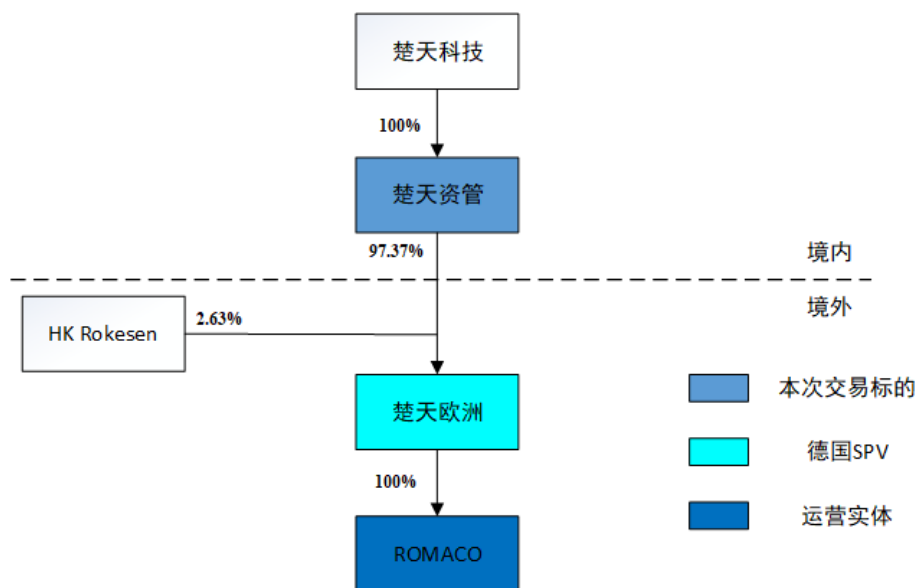 楚天科技
100%
楚天资管
97.37%
境内
境外
HK Rokesen
2.63%
楚天欧洲
本次交易标的
德国SPV
100%
运营实体
ROMACO